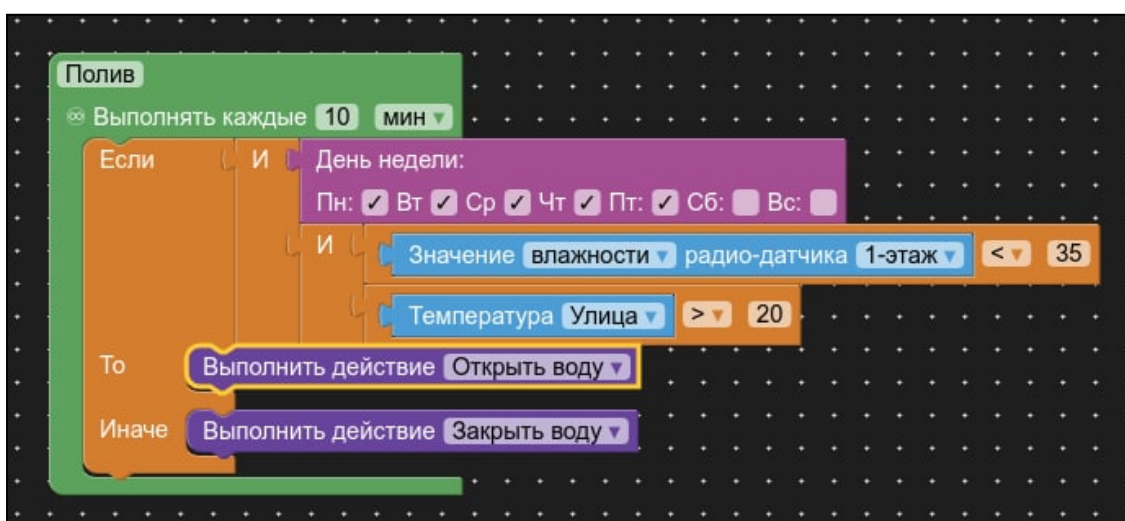 Полив
Выполнять каждые 10 мин
Если И День недели:
Пн: ✓ Вт ✓ Ср ✓ Чт ✓ Пт: ✓ Сб: Вс:
И Значение влажности радио-датчика 1-этаж < 35
Температура Улица > 20
То Выполнить действие Открыть воду
Иначе Выполнить действие Закрыть воду